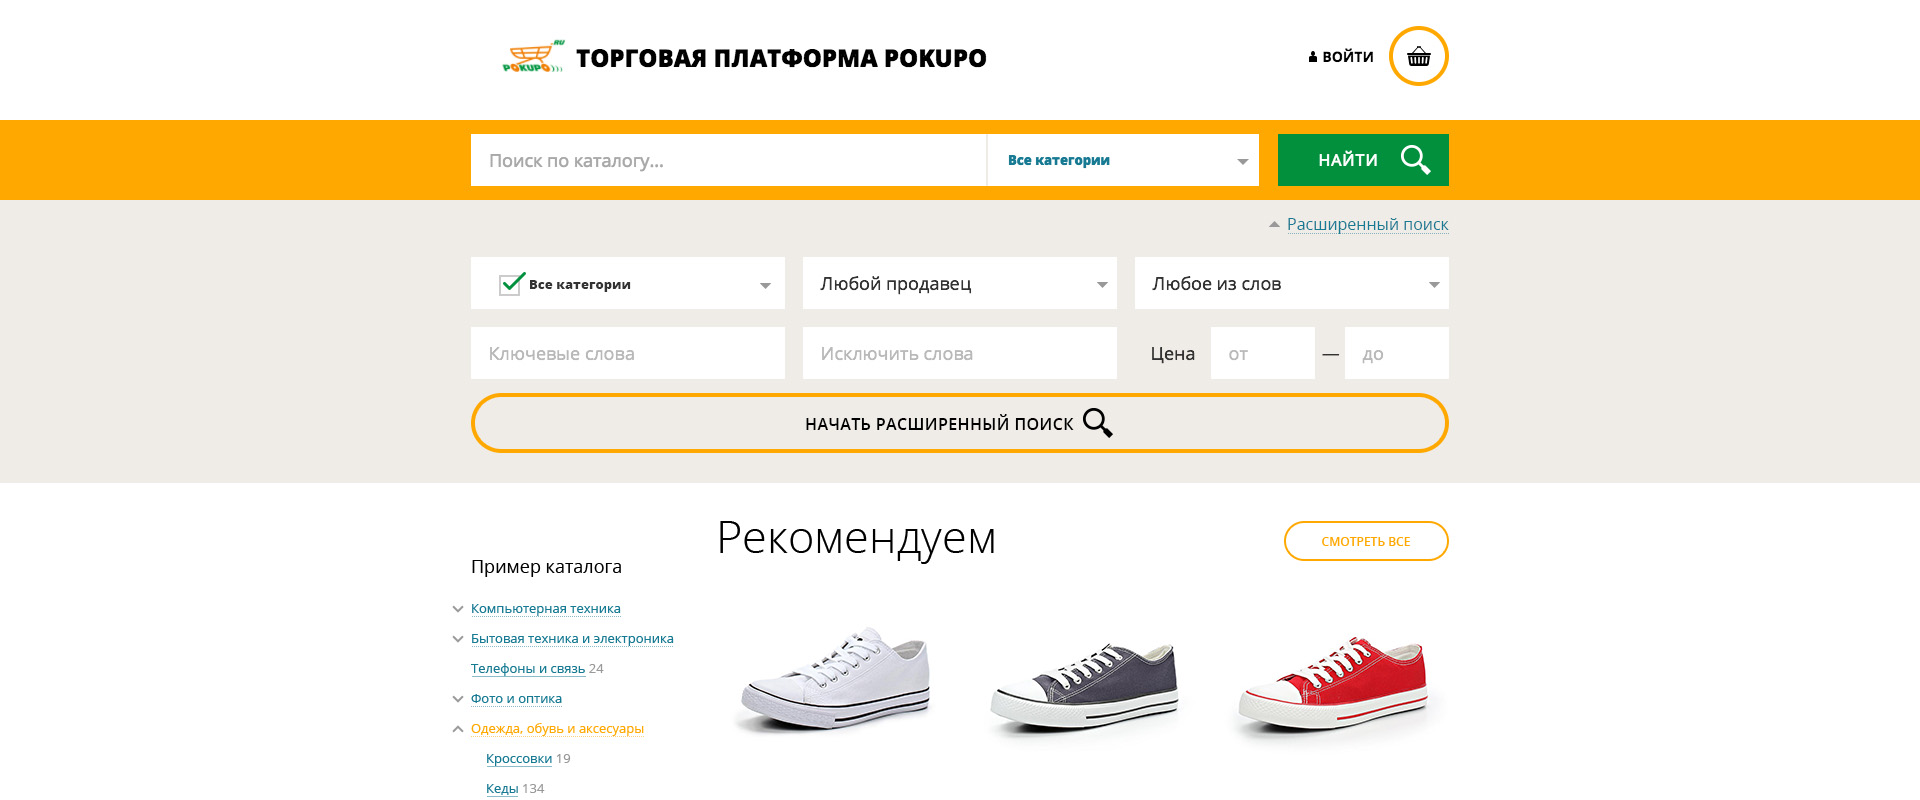 .RU
POKUPO
ТОРГОВАЯ ПЛАТФОРМА POKUPO
ВОЙТИ
Поиск по каталогу...
Все категории
НАЙТИ
Расширенный поиск
Все категории
Любой продавец
Любое из слов
Ключевые слова
Исключить слова
Цена
от
—
до
НАЧАТЬ РАСШИРЕННЫЙ ПОИСК
Рекомендуем
СМОТРЕТЬ ВСЕ
Пример каталога
Компьютерная техника
Бытовая техника и электроника
Телефоны и связь 24
Фото и оптика
Одежда, обувь и аксесуары
Кроссовки 19
Кеды 134